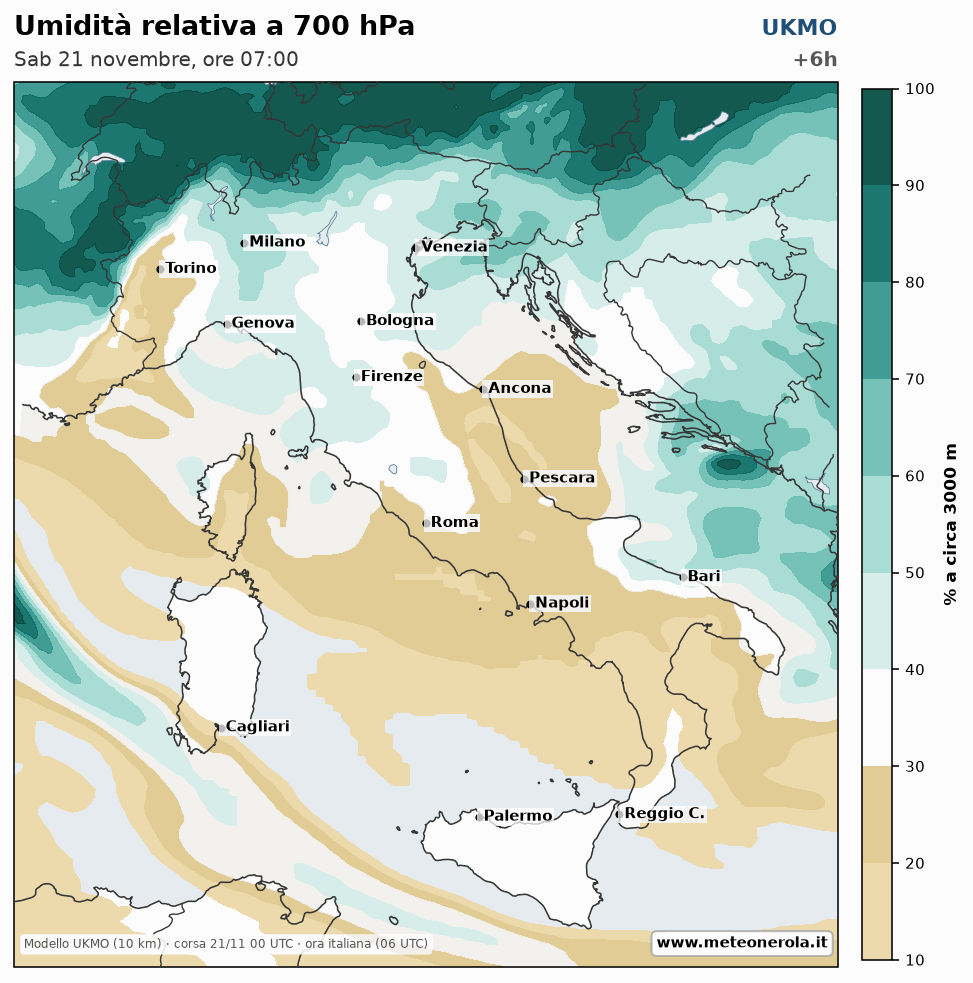 Umidità relativa a 700 hPa
UKMO
Sab 21 novembre, ore 07:00
+6h
100
90
80
70
60
50
40
30
20
10
% a circa 3000 m
Milano
Venezia
Torino
Genova
Bologna
Firenze
Ancona
Pescara
Roma
Bari
Napoli
Cagliari
Palermo
Reggio C.
Modello UKMO (10 km) · corsa 21/11 00 UTC · ora italiana (06 UTC)
www.meteonerola.it